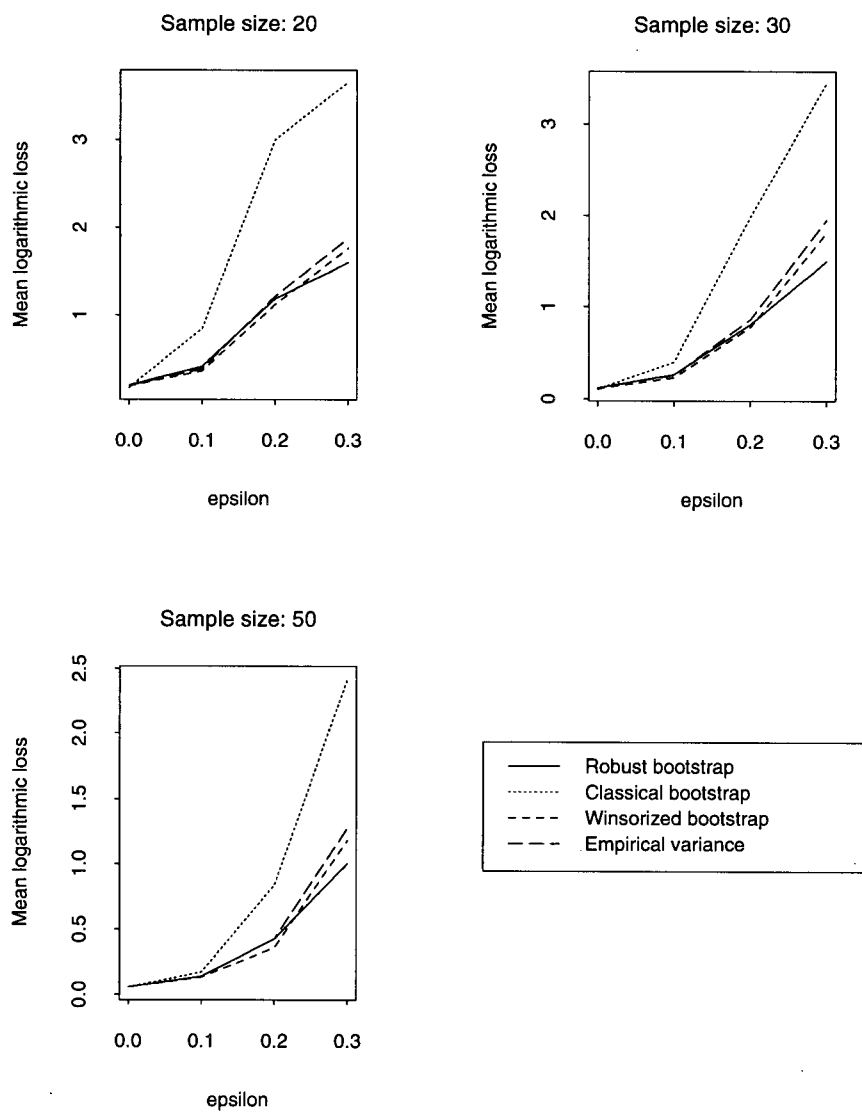 Sample size: 20
Mean logarithmic loss
3
2
1
0.0 0.1 0.2 0.3
epsilon
Sample size: 30
Mean logarithmic loss
3
2
1
0
0.0 0.1 0.2 0.3
epsilon
Sample size: 50
Mean logarithmic loss
2.5
2.0
1.5
1.0
0.5
0.0
0.0 0.1 0.2 0.3
epsilon
Robust bootstrap
Classical bootstrap
Winsorized bootstrap
Empirical variance